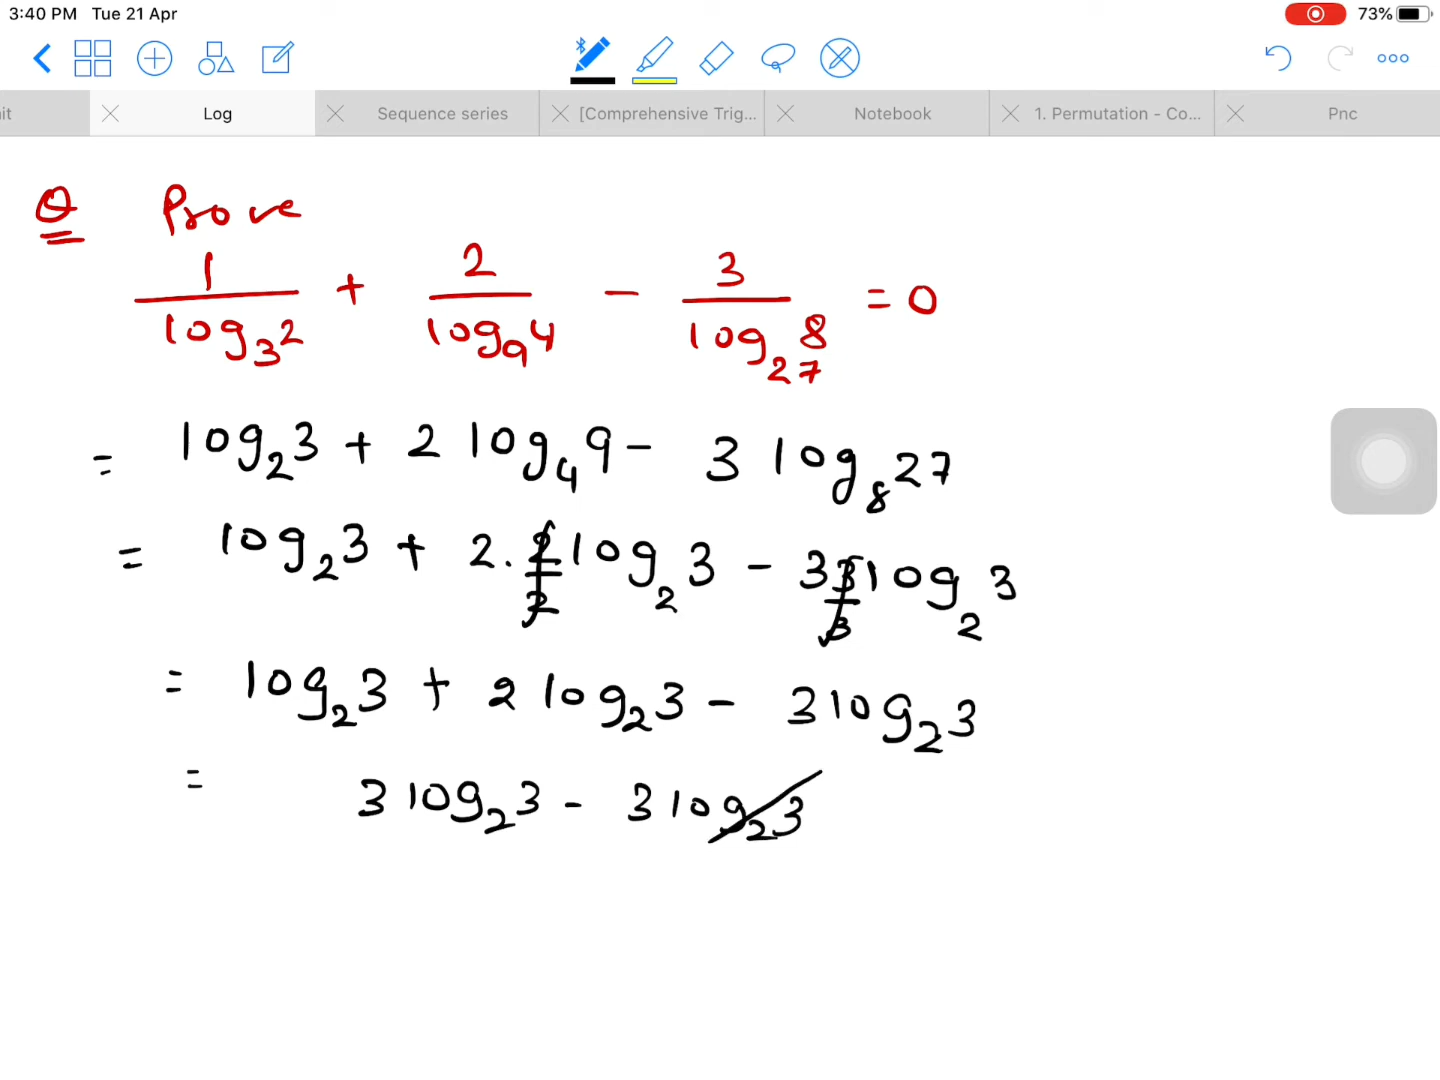 3:40 PM Tue 21 Apr 73%
it Log Sequence series [Comprehensive Trig... Notebook 1. Permutation - Co... Pnc
Q Prove
1/log₃2 + 2/log₉4 - 3/log₂₇8 = 0
= log₂3 + 2 log₄9 - 3 log₈27
= log₂3 + 2. 2/2 log₂3 - 3 3/3 log₂3
= log₂3 + 2 log₂3 - 3 log₂3
= 3 log₂3 - 3 log₂3